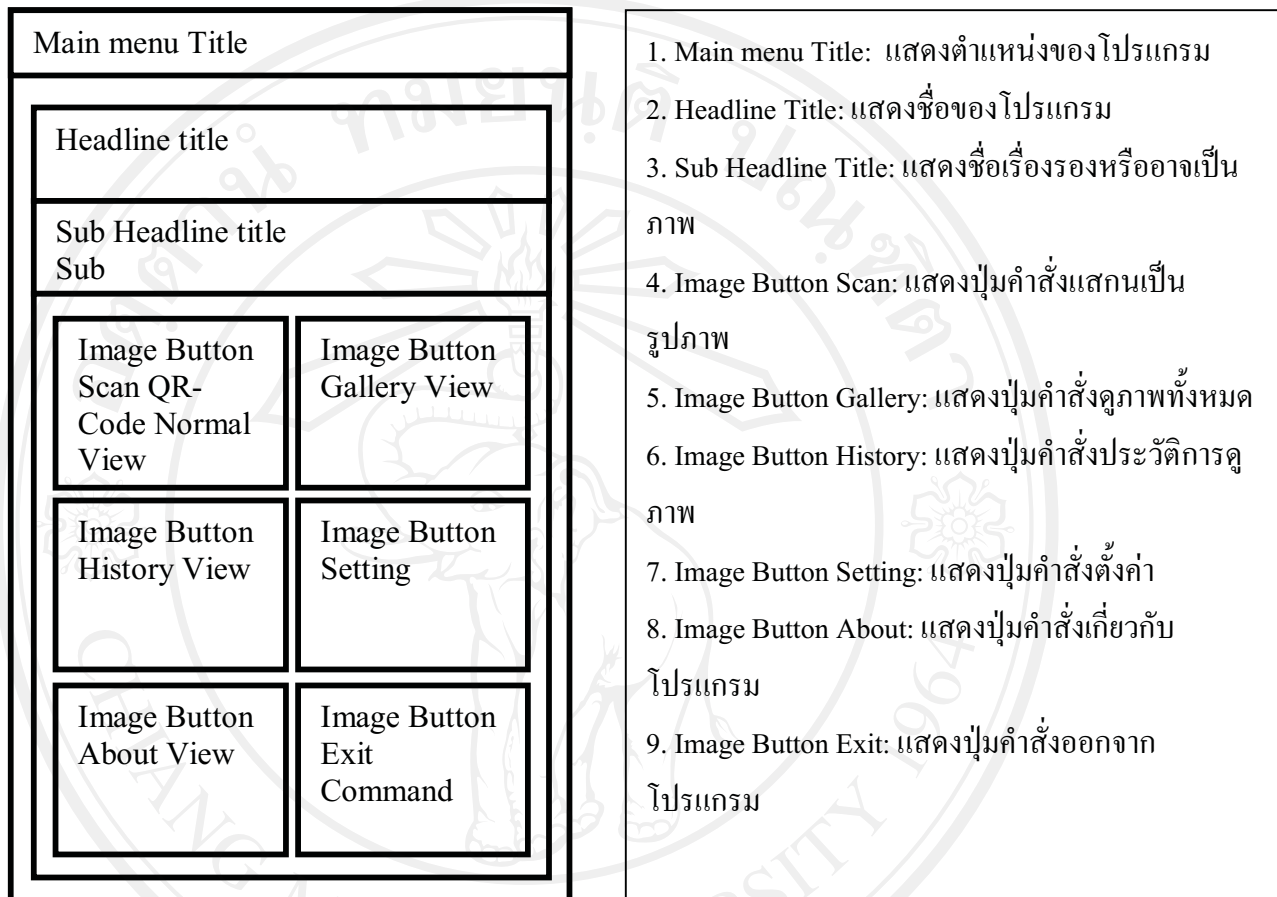 Main menu Title
Headline title
Sub Headline title
Sub
Image Button
Scan QR-
Code Normal
View
Image Button
Gallery View
Image Button
History View
Image Button
Setting
Image Button
About View
Image Button
Exit
Command
1. Main menu Title: แสดงตำแหน่งของโปรแกรม
2. Headline Title: แสดงชื่อของโปรแกรม
3. Sub Headline Title: แสดงชื่อเรื่องรองหรืออาจเป็น
ภาพ
4. Image Button Scan: แสดงปุ่มคำสั่งแสกนเป็น
รูปภาพ
5. Image Button Gallery: แสดงปุ่มคำสั่งดูภาพทั้งหมด
6. Image Button History: แสดงปุ่มคำสั่งประวัติการดู
ภาพ
7. Image Button Setting: แสดงปุ่มคำสั่งตั้งค่า
8. Image Button About: แสดงปุ่มคำสั่งเกี่ยวกับ
โปรแกรม
9. Image Button Exit: แสดงปุ่มคำสั่งออกจาก
โปรแกรม